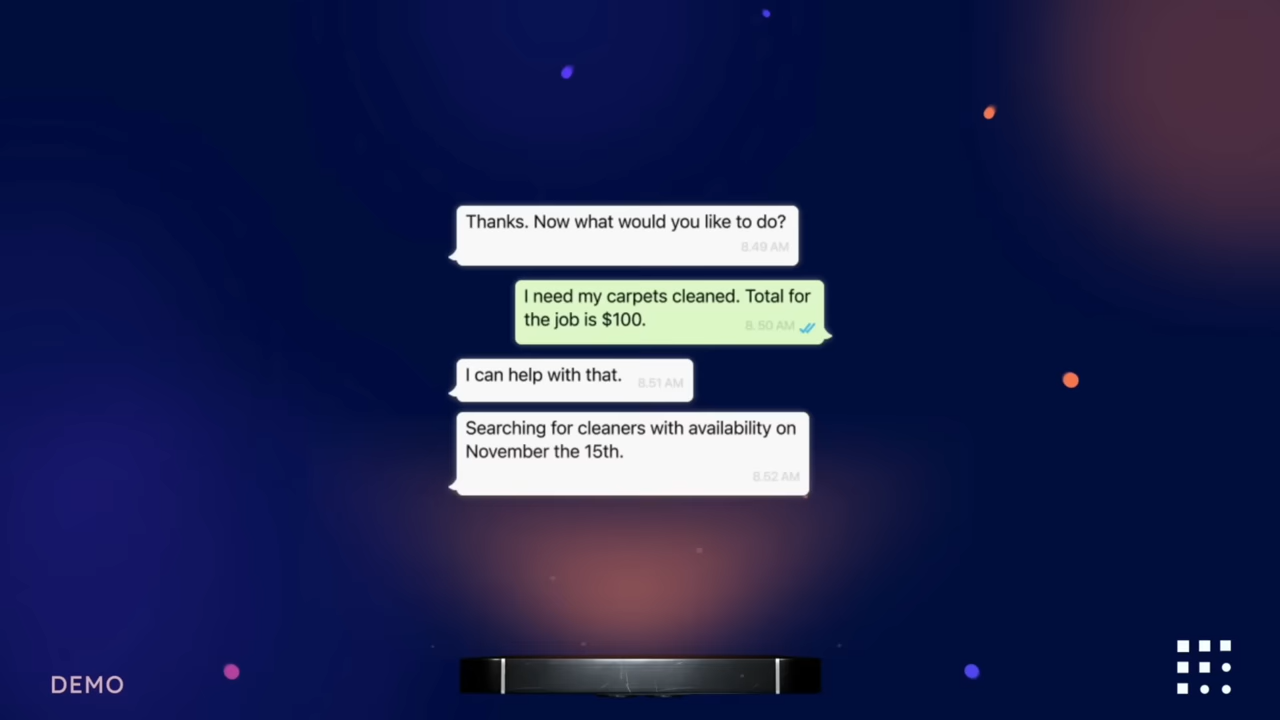 Thanks. Now what would you like to do?
8.49 AM
I need my carpets cleaned. Total for
the job is $100.
8. 50 AM
I can help with that.
8.51 AM
Searching for cleaners with availability on
November the 15th.
8.52 AM
DEMO